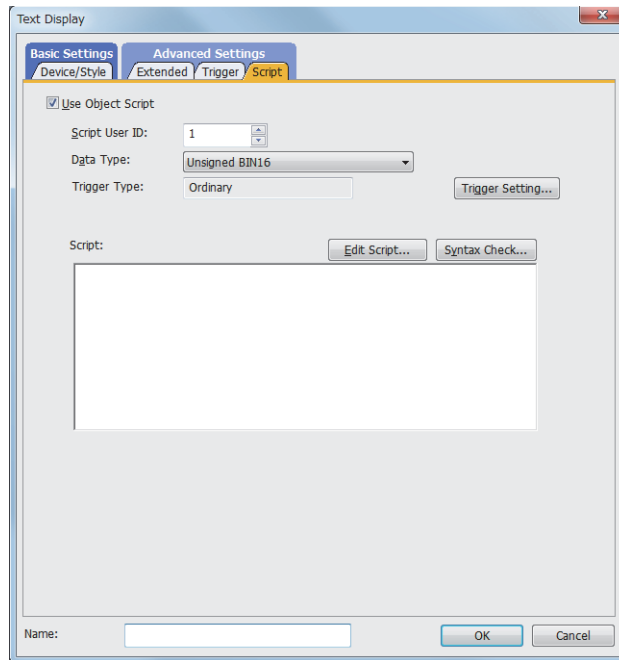 Text Display
Basic Settings Advanced Settings
Device/Style Extended Trigger Script
Use Object Script
Script User ID: 1
Data Type: Unsigned BIN16
Trigger Type: Ordinary Trigger Setting...
Script: Edit Script... Syntax Check...
Name: OK Cancel